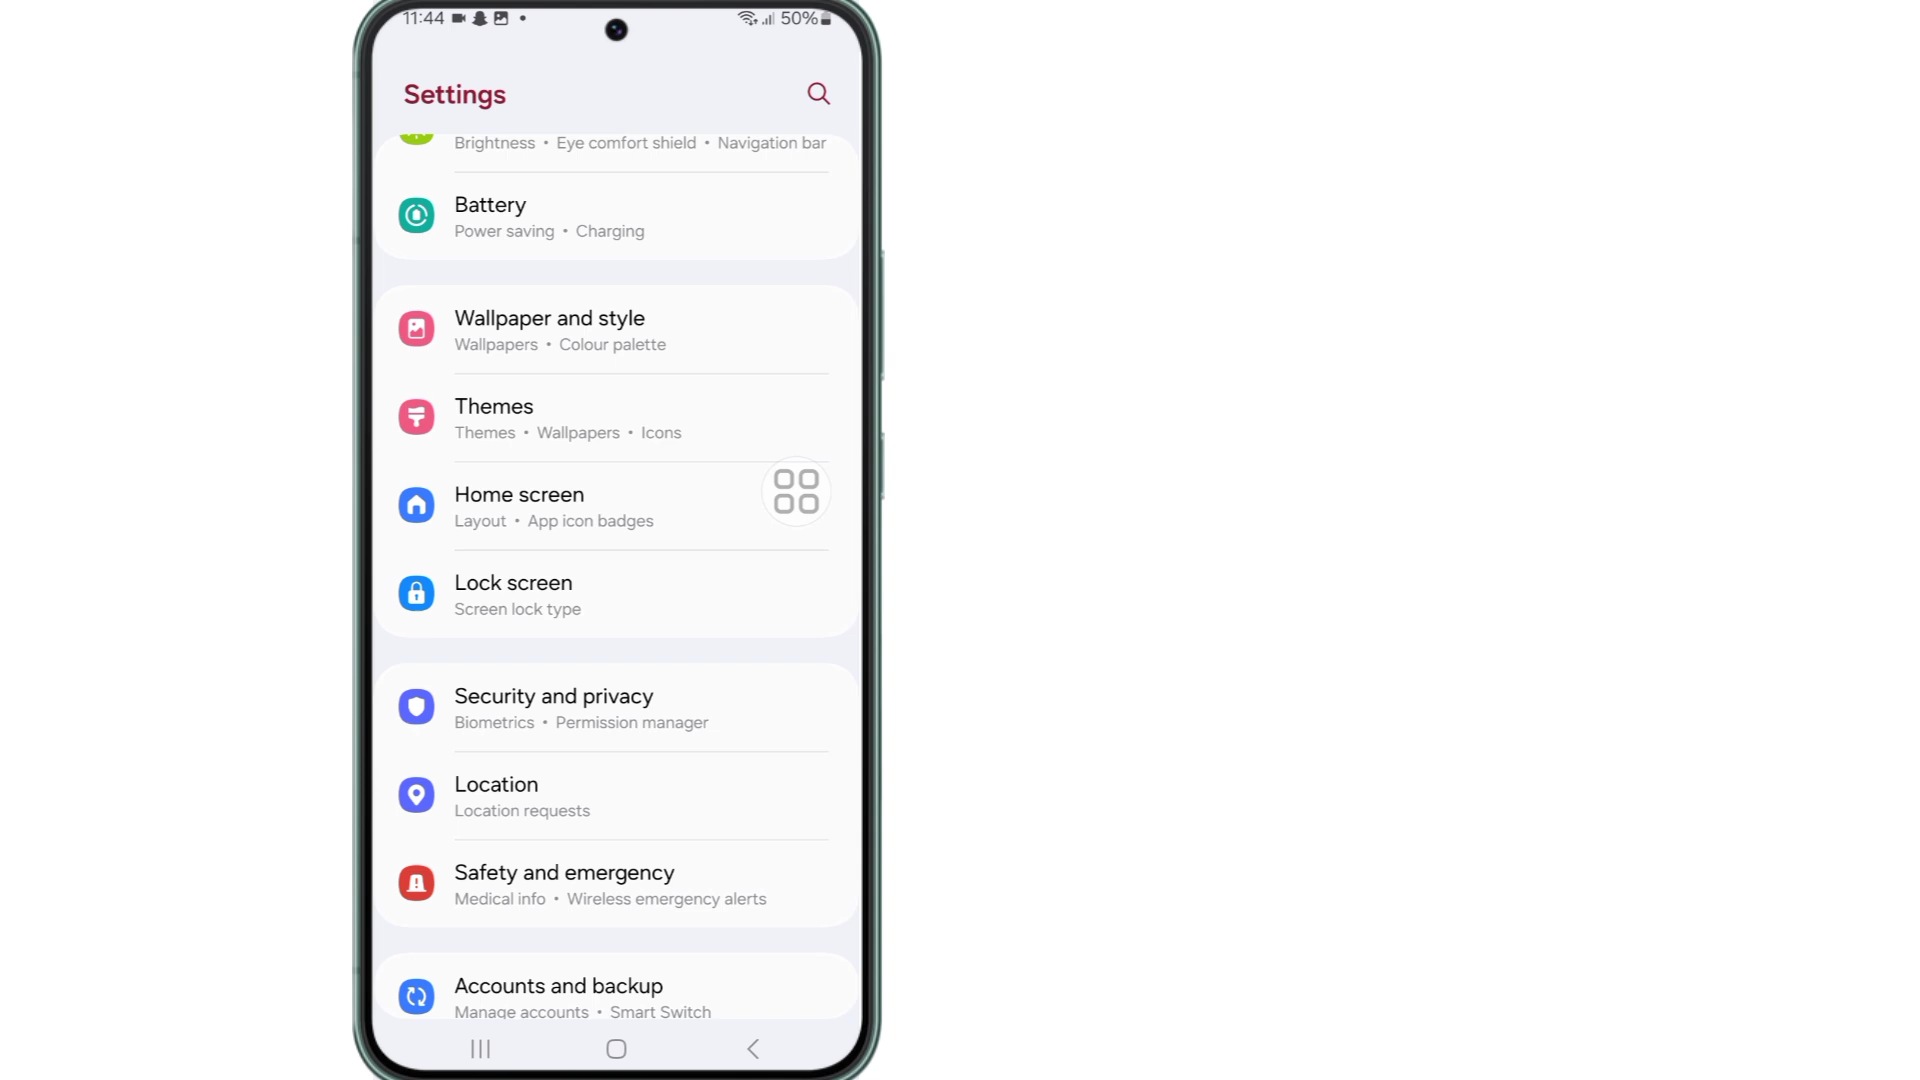 11:44 50%
Settings
Brightness • Eye comfort shield • Navigation bar
Battery
Power saving • Charging
Wallpaper and style
Wallpapers • Colour palette
Themes
Themes • Wallpapers • Icons
Home screen
Layout • App icon badges
Lock screen
Screen lock type
Security and privacy
Biometrics • Permission manager
Location
Location requests
Safety and emergency
Medical info • Wireless emergency alerts
Accounts and backup
Manage accounts • Smart Switch